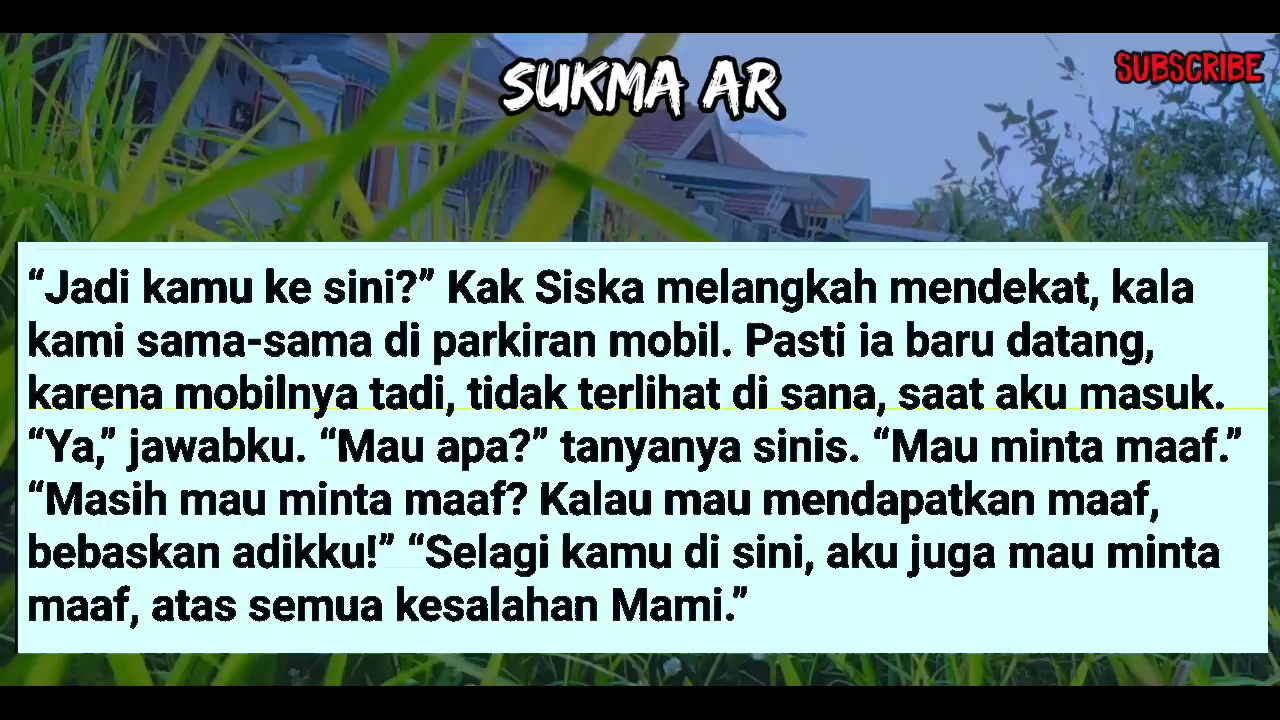 SUKMA AR
SUBSCRIBE
“Jadi kamu ke sini?” Kak Siska melangkah mendekat, kala
kami sama-sama di parkiran mobil. Pasti ia baru datang,
karena mobilnya tadi, tidak terlihat di sana, saat aku masuk.
“Ya,” jawabku. “Mau apa?” tanyanya sinis. “Mau minta maaf.”
“Masih mau minta maaf? Kalau mau mendapatkan maaf,
bebaskan adikku!” “Selagi kamu di sini, aku juga mau minta
maaf, atas semua kesalahan Mami.”